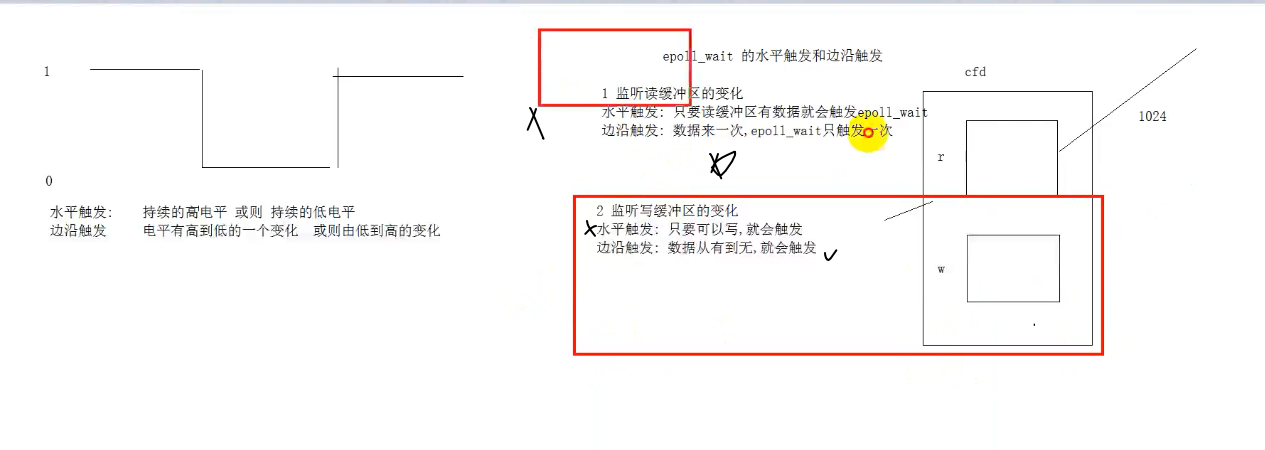 1
0
水平触发: 持续的高电平 或则 持续的低电平
边沿触发 电平有高到低的一个变化 或则由低到高的变化
epoll_wait 的水平触发和边沿触发
1 监听读缓冲区的变化
水平触发: 只要读缓冲区有数据就会触发epoll_wait
边沿触发: 数据来一次,epoll_wait只触发一次
2 监听写缓冲区的变化
水平触发: 只要可以写,就会触发
边沿触发: 数据从有到无,就会触发
cfd
r
w
1024